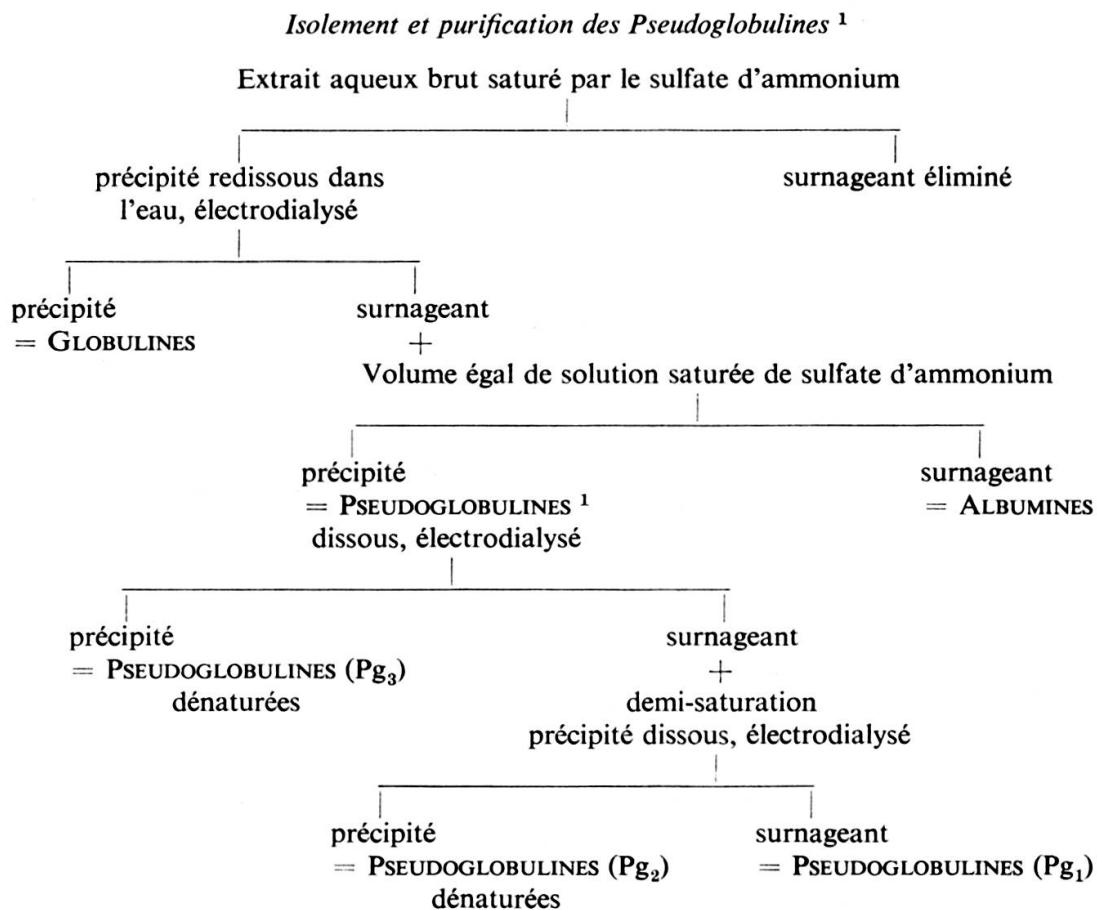 Isolement et purification des Pseudoglobulines ¹
Extrait aqueux brut saturé par le sulfate d'ammonium
précipité redissous dans
l'eau, électrodialysé
surnageant éliminé
précipité
= GLOBULINES
surnageant
+
Volume égal de solution saturée de sulfate d'ammonium
précipité
= PSEUDOGLOBULINES ¹
dissous, électrodialysé
surnageant
= ALBUMINES
précipité
= PSEUDOGLOBULINES (Pg₃)
dénaturées
surnageant
+
demi-saturation
précipité dissous, électrodialysé
précipité
= PSEUDOGLOBULINES (Pg₂)
dénaturées
surnageant
= PSEUDOGLOBULINES (Pg₁)